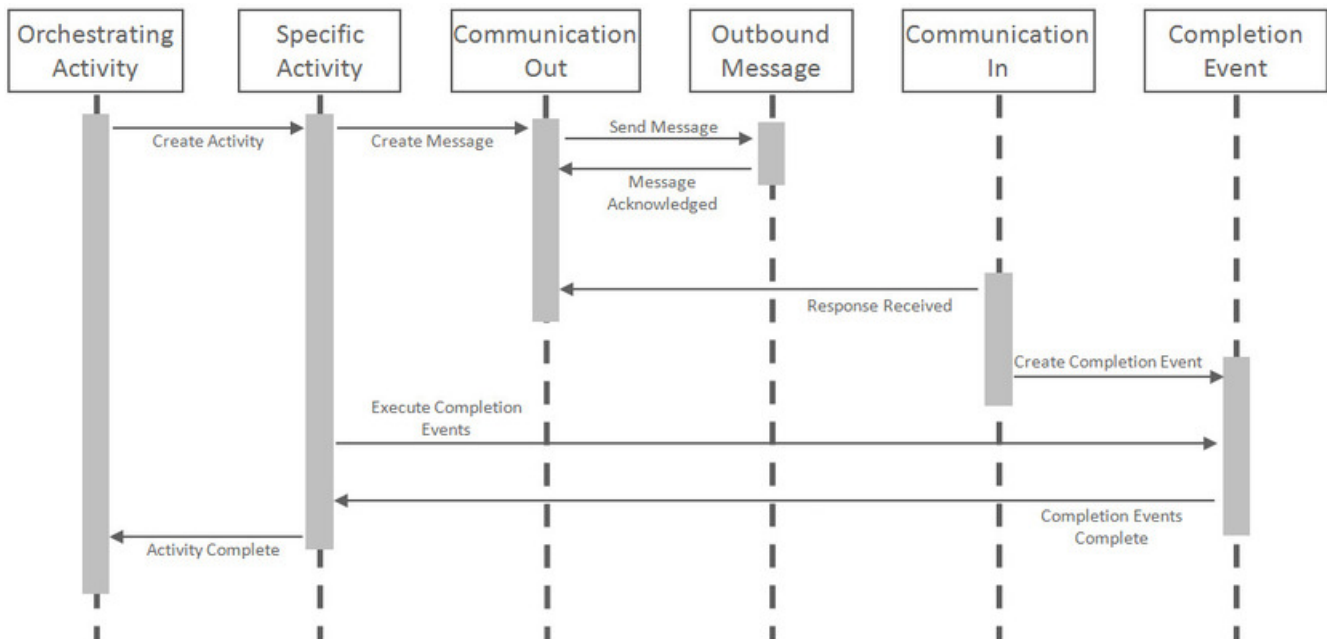 Orchestrating
Activity
Specific
Activity
Communication
Out
Outbound
Message
Communication
In
Completion
Event
Create Activity
Create Message
Send Message
Message
Acknowledged
Response Received
Create Completion Event
Execute Completion
Events
Completion Events
Complete
Activity Complete